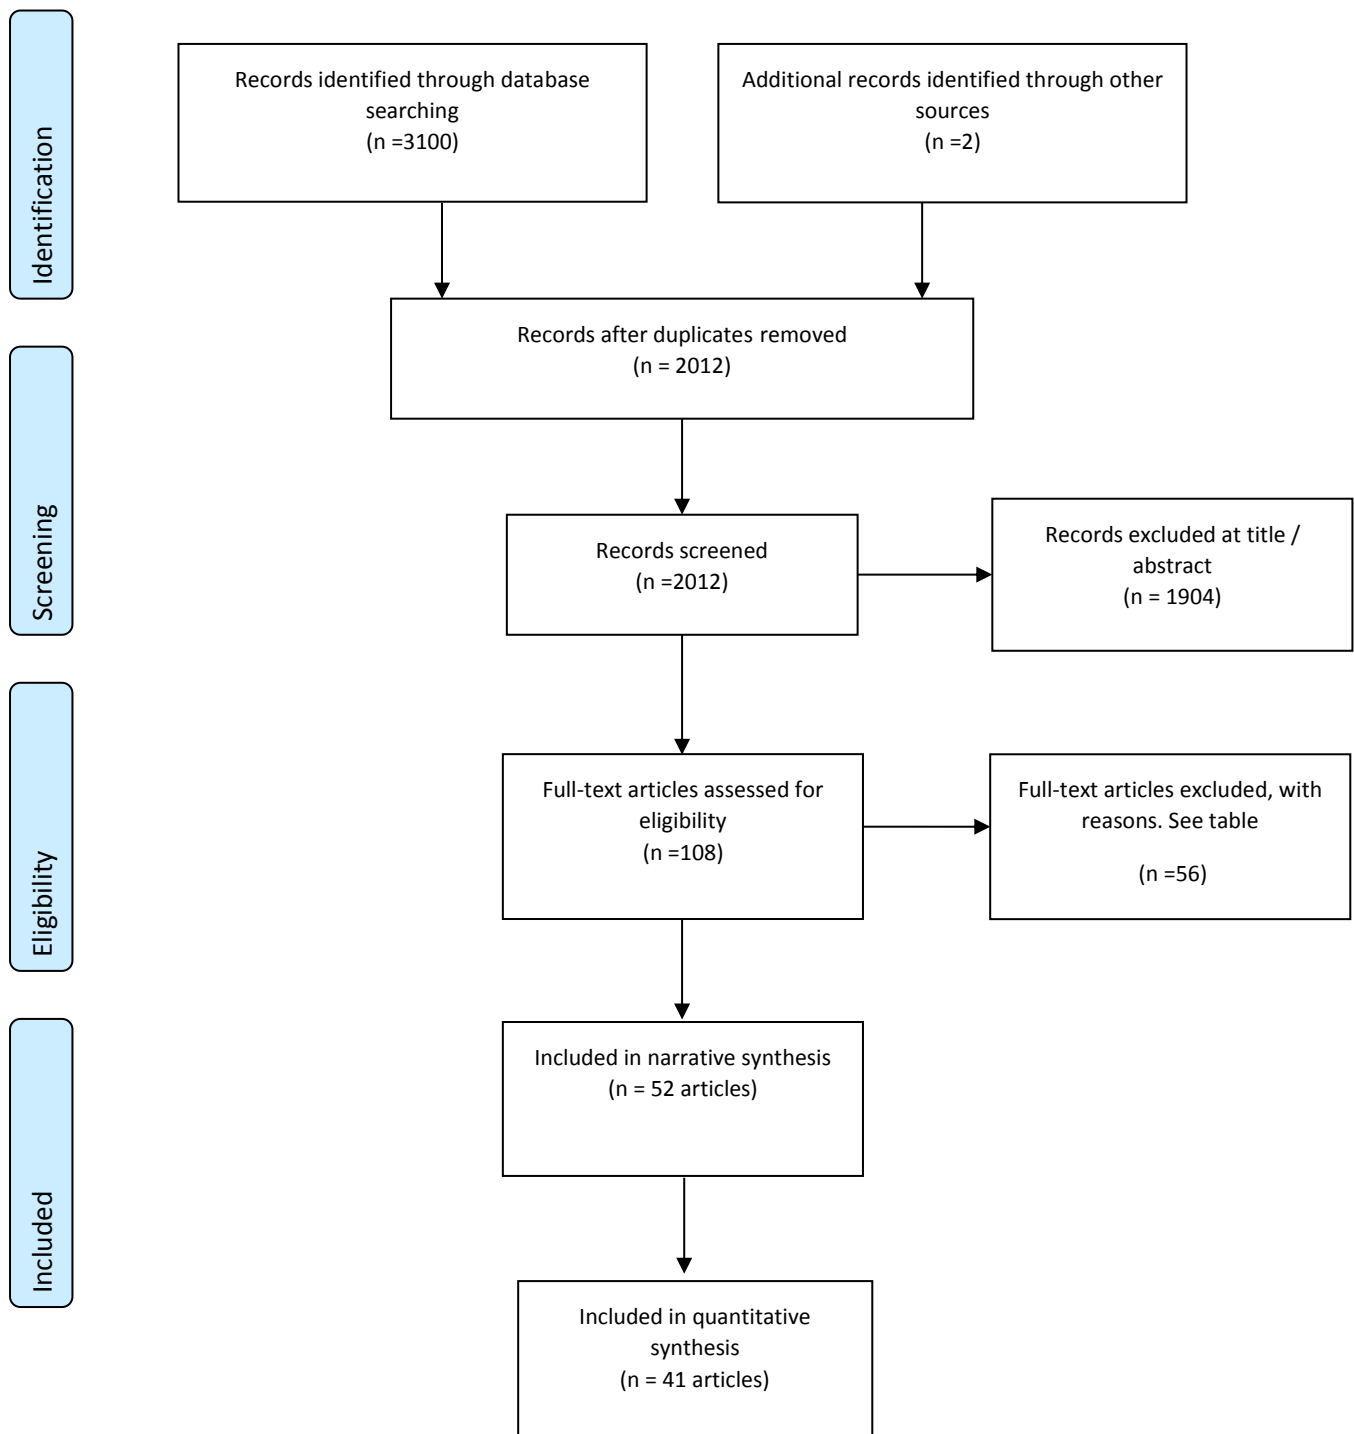 Identification
Records identified through database
searching
(n =3100)
Additional records identified through other
sources
(n =2)
Records after duplicates removed
(n = 2012)
Screening
Records screened
(n =2012)
Records excluded at title /
abstract
(n = 1904)
Eligibility
Full-text articles assessed for
eligibility
(n =108)
Full-text articles excluded, with
reasons. See table
(n =56)
Included
Included in narrative synthesis
(n = 52 articles)
Included in quantitative
synthesis
(n = 41 articles)